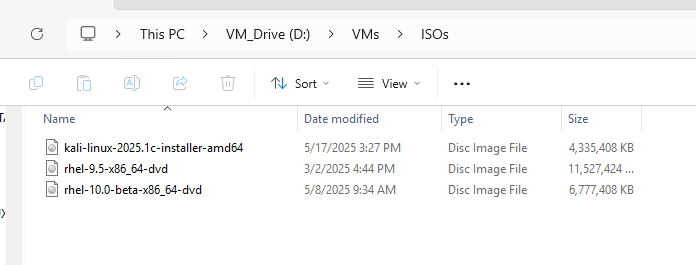 This PC > VM_Drive (D:) > VMs > ISOs
Sort View ...
Name Date modified Type Size
kali-linux-2025.1c-installer-amd64 5/17/2025 3:27 PM Disc Image File 4,335,408 KB
rhel-9.5-x86_64-dvd 3/2/2025 4:44 PM Disc Image File 11,527,424 ...
rhel-10.0-beta-x86_64-dvd 5/8/2025 9:34 AM Disc Image File 6,777,408 KB